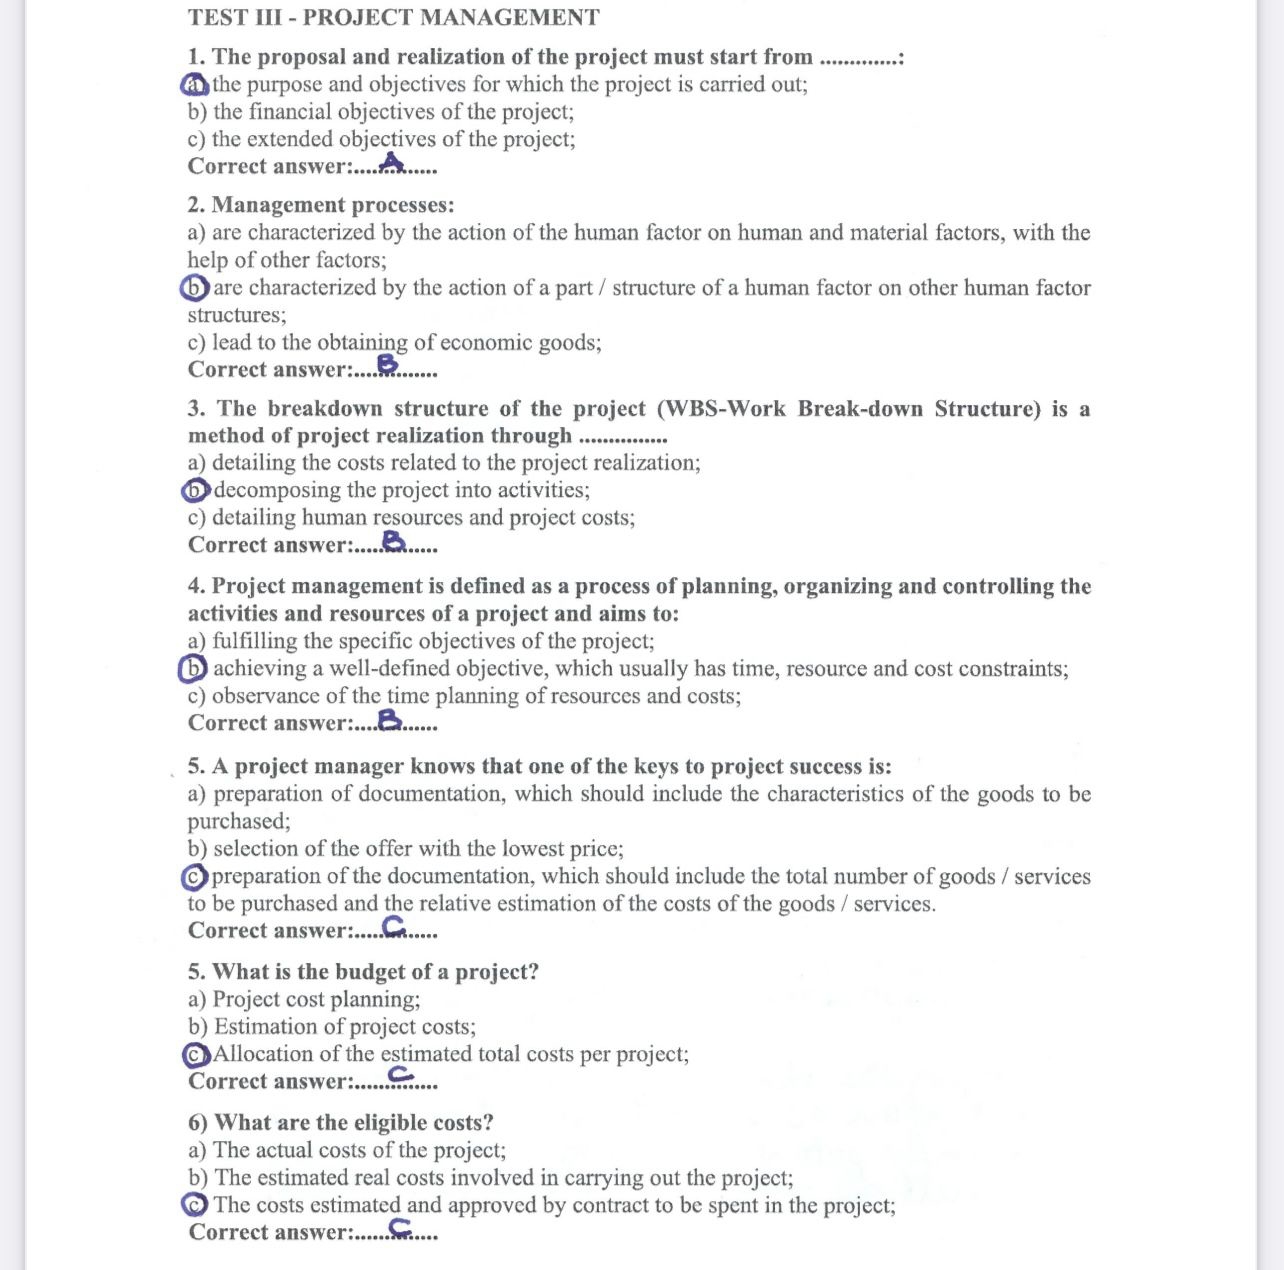 TEST III - PROJECT MANAGEMENT
1. The proposal and realization of the project must start from .............:
a) the purpose and objectives for which the project is carried out;
b) the financial objectives of the project;
c) the extended objectives of the project;
Correct answer:....A......
2. Management processes:
a) are characterized by the action of the human factor on human and material factors, with the
help of other factors;
b) are characterized by the action of a part / structure of a human factor on other human factor
structures;
c) lead to the obtaining of economic goods;
Correct answer:....B.......
3. The breakdown structure of the project (WBS-Work Break-down Structure) is a
method of project realization through ...............
a) detailing the costs related to the project realization;
b) decomposing the project into activities;
c) detailing human resources and project costs;
Correct answer:.....B......
4. Project management is defined as a process of planning, organizing and controlling the
activities and resources of a project and aims to:
a) fulfilling the specific objectives of the project;
b) achieving a well-defined objective, which usually has time, resource and cost constraints;
c) observance of the time planning of resources and costs;
Correct answer:....B......
5. A project manager knows that one of the keys to project success is:
a) preparation of documentation, which should include the characteristics of the goods to be
purchased;
b) selection of the offer with the lowest price;
c) preparation of the documentation, which should include the total number of goods / services
to be purchased and the relative estimation of the costs of the goods / services.
Correct answer:.....C......
5. What is the budget of a project?
a) Project cost planning;
b) Estimation of project costs;
c) Allocation of the estimated total costs per project;
Correct answer:......C......
6) What are the eligible costs?
a) The actual costs of the project;
b) The estimated real costs involved in carrying out the project;
c) The costs estimated and approved by contract to be spent in the project;
Correct answer:......C.....